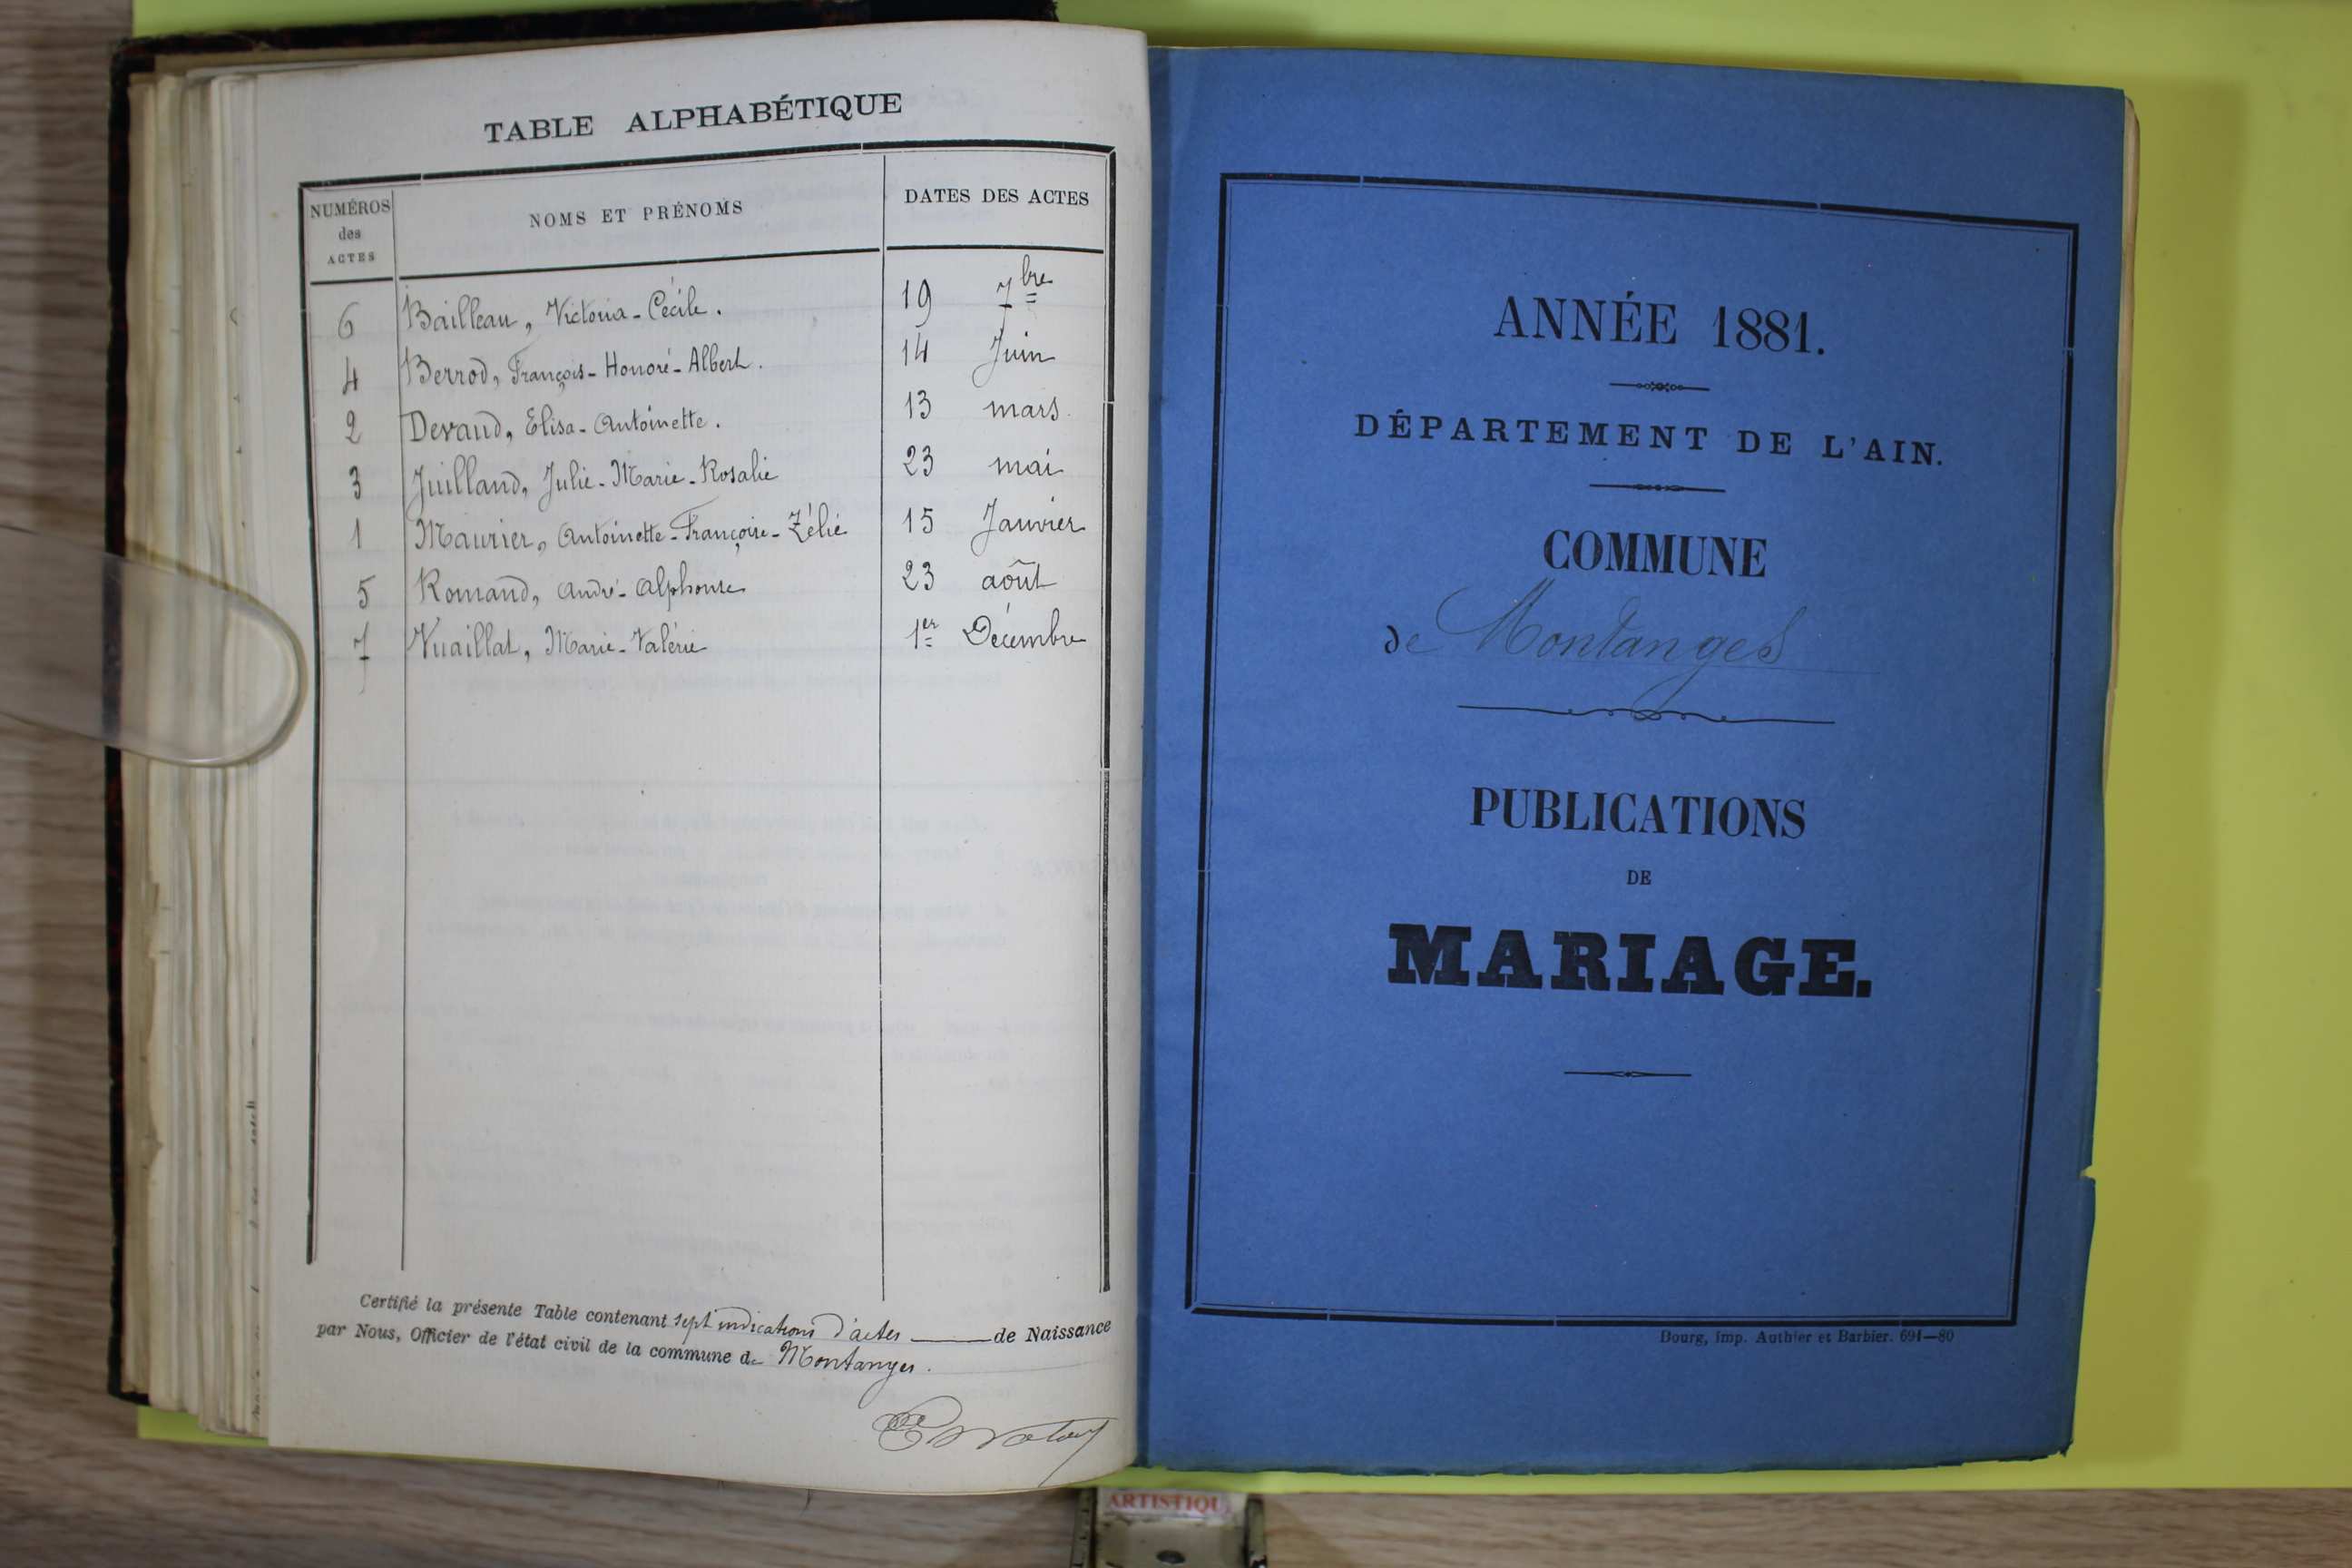 TABLE ALPHABÉTIQUE
NUMÉROS
des
ACTES
NOMS ET PRÉNOMS
DATES DES ACTES
6 Bailleau, Victoria-Cécile. 19 7bre
4 Berrod, François-Honoré-Albert. 14 Juin
2 Devaud, Elisa-Antoinette. 13 mars
3 Juilland, Julie-Marie-Rosalie 23 mai
1 Maurier, Antoinette-Françoise-Zélie 15 Janvier
5 Romand, André-Alphonse 23 août
7 Vuaillat, Marie-Valérie 1er Décembre
Certifié la présente Table contenant sept indications d'actes de Naissance
par Nous, Officier de l'état civil de la commune de Montanges.
ANNÉE 1881.
DÉPARTEMENT DE L'AIN.
COMMUNE
de Montanges
PUBLICATIONS
DE
MARIAGE.
Bourg, imp. Authier et Barbier. 691—80
ARTISTIQU